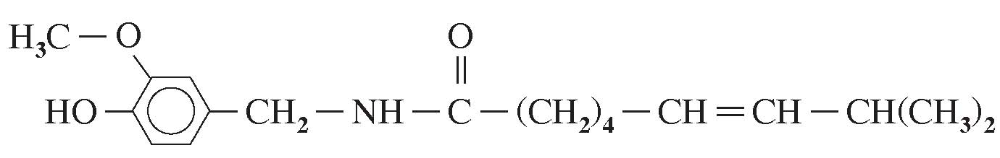 H₃C — O O
HO CH₂ — NH — C — (CH₂)₄ — CH = CH — CH(CH₃)₂